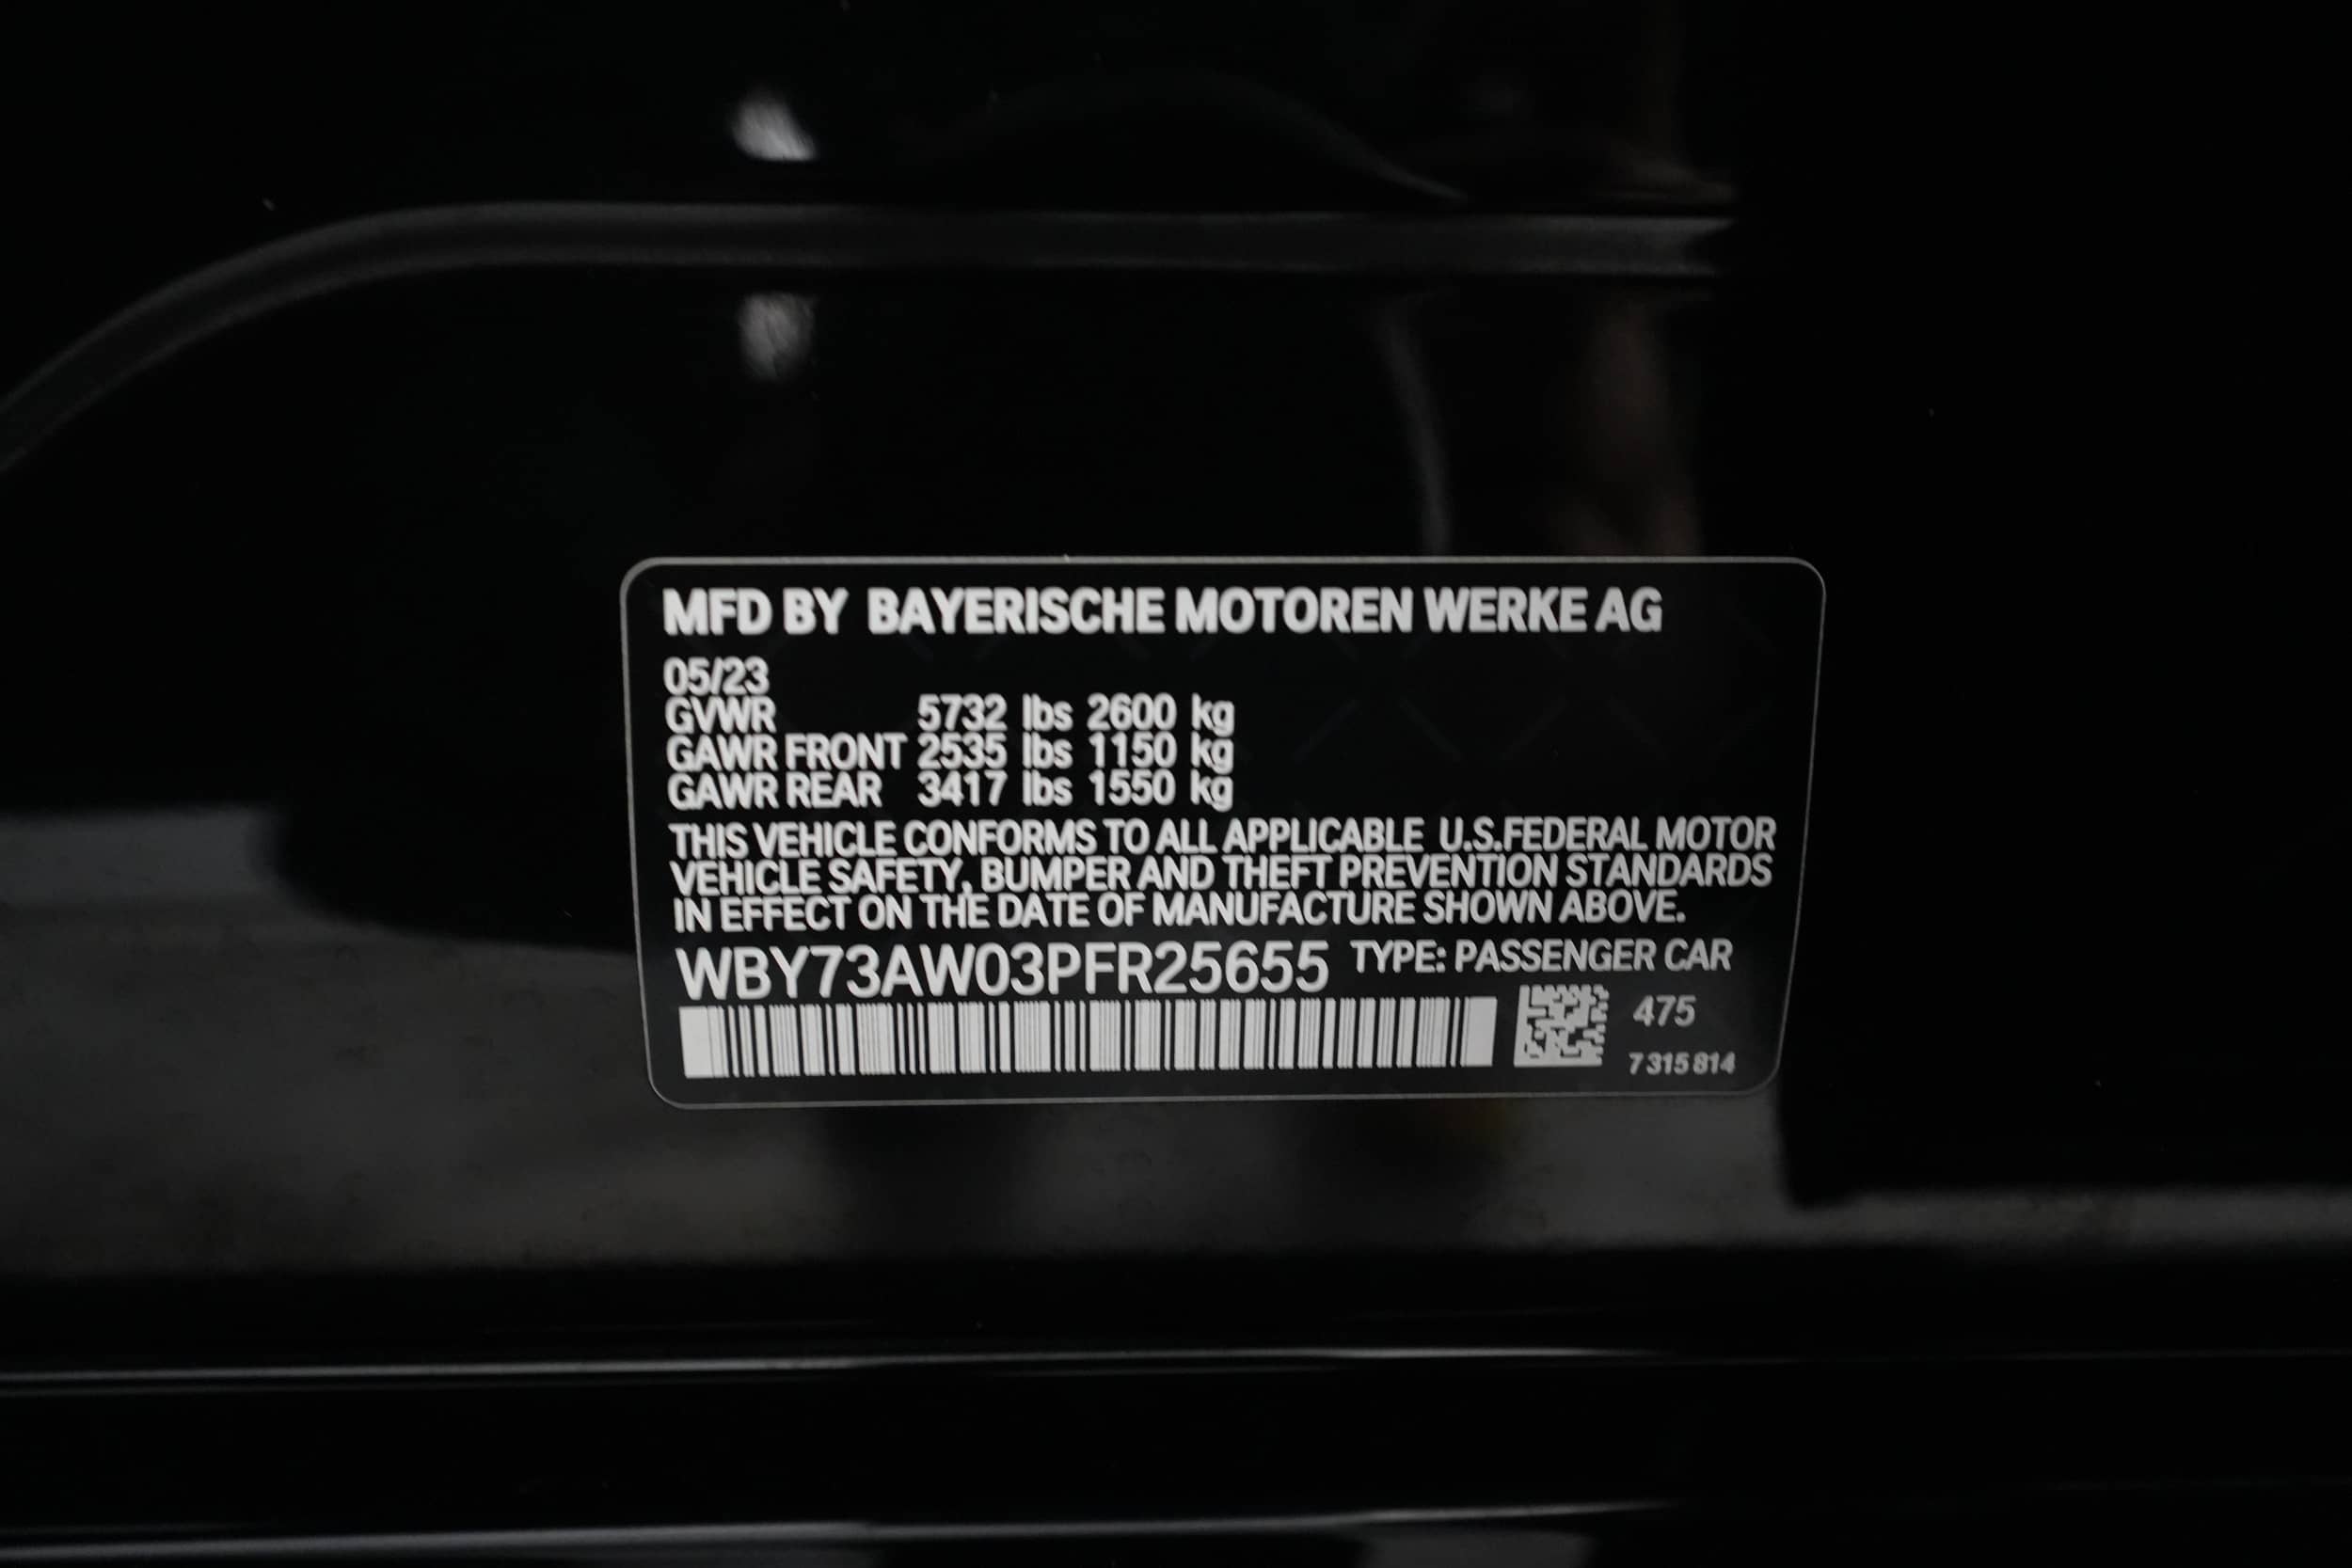 MFD BY BAYERISCHE MOTOREN WERKE AG
05/23
GVWR 5732 lbs 2600 kg
GAWR FRONT 2535 lbs 1150 kg
GAWR REAR 3417 lbs 1550 kg
THIS VEHICLE CONFORMS TO ALL APPLICABLE U.S.FEDERAL MOTOR
VEHICLE SAFETY, BUMPER AND THEFT PREVENTION STANDARDS
IN EFFECT ON THE DATE OF MANUFACTURE SHOWN ABOVE.
WBY73AW03PFR25655 TYPE: PASSENGER CAR
475
7 315 814